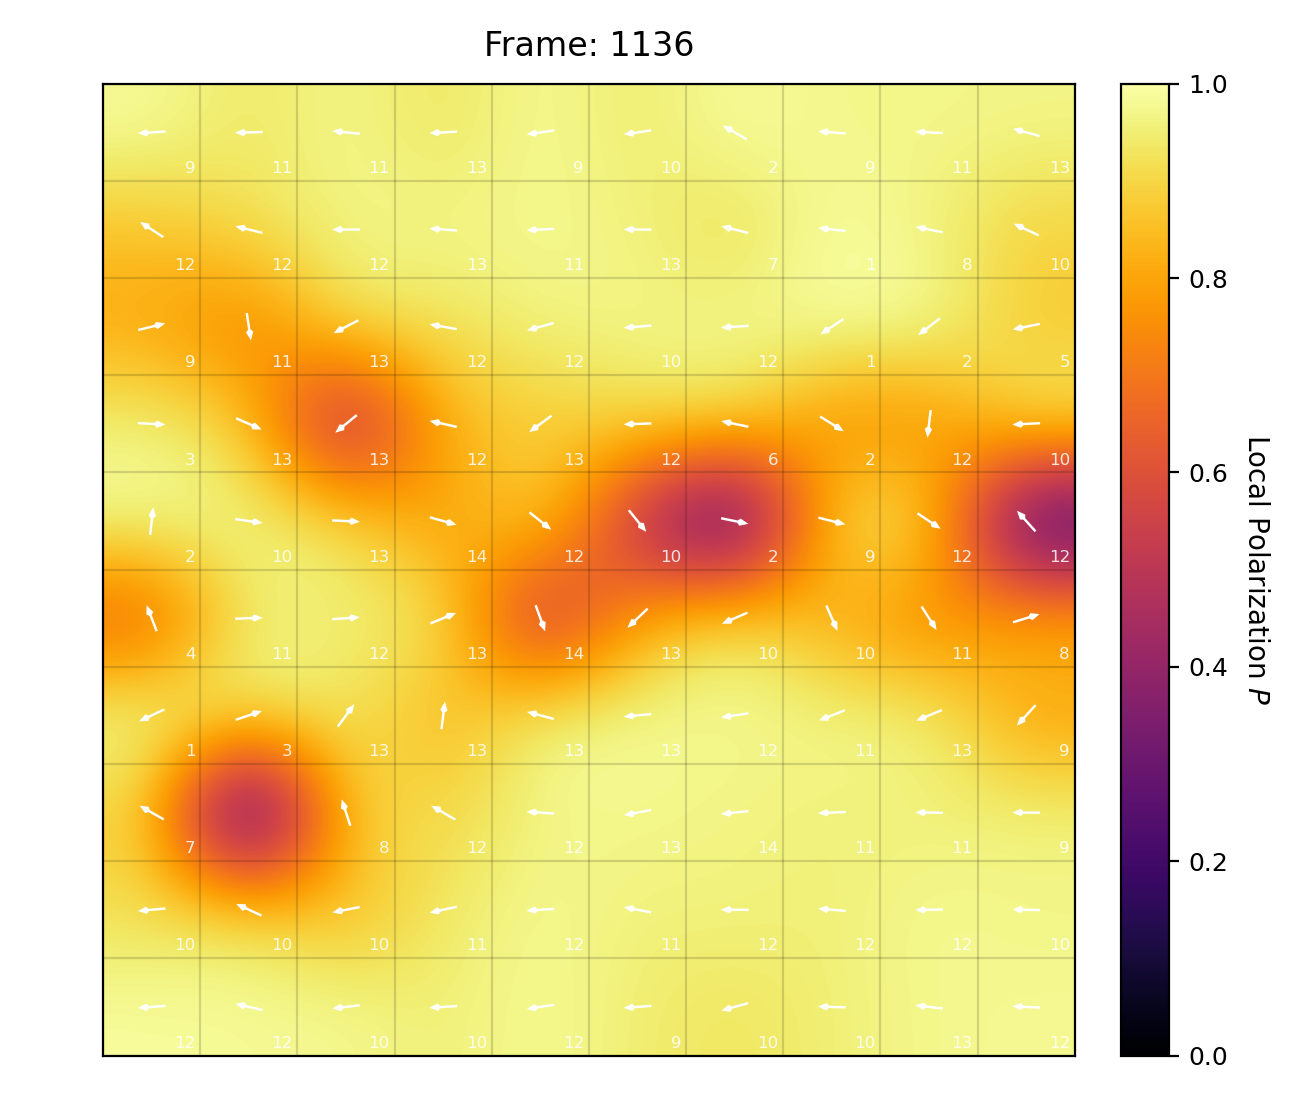 Frame: 1136
9 11 11 13 9 10 2 9 11 13
12 12 12 13 11 13 7 1 8 10
9 11 13 12 12 10 12 1 2 5
3 13 13 12 13 12 6 2 12 10
2 10 13 14 12 10 2 9 12 12
4 11 12 13 14 13 10 10 11 8
1 3 13 13 13 13 12 11 13 9
7 8 12 12 13 14 11 11 9
10 10 10 11 12 11 12 12 12 10
12 12 10 10 12 9 10 10 13 12
1.0
0.8
0.6
0.4
0.2
0.0
Local Polarization P